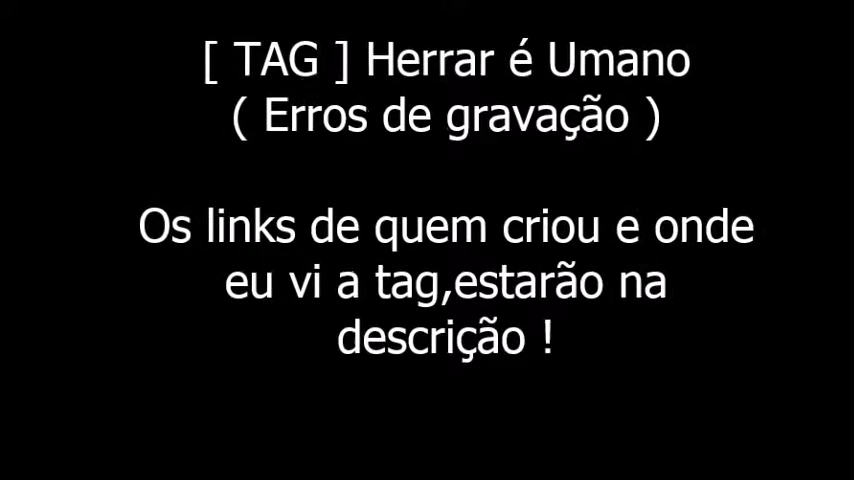 [ TAG ] Herrar é Umano
( Erros de gravação )
Os links de quem criou e onde
eu vi a tag,estarão na
descrição !